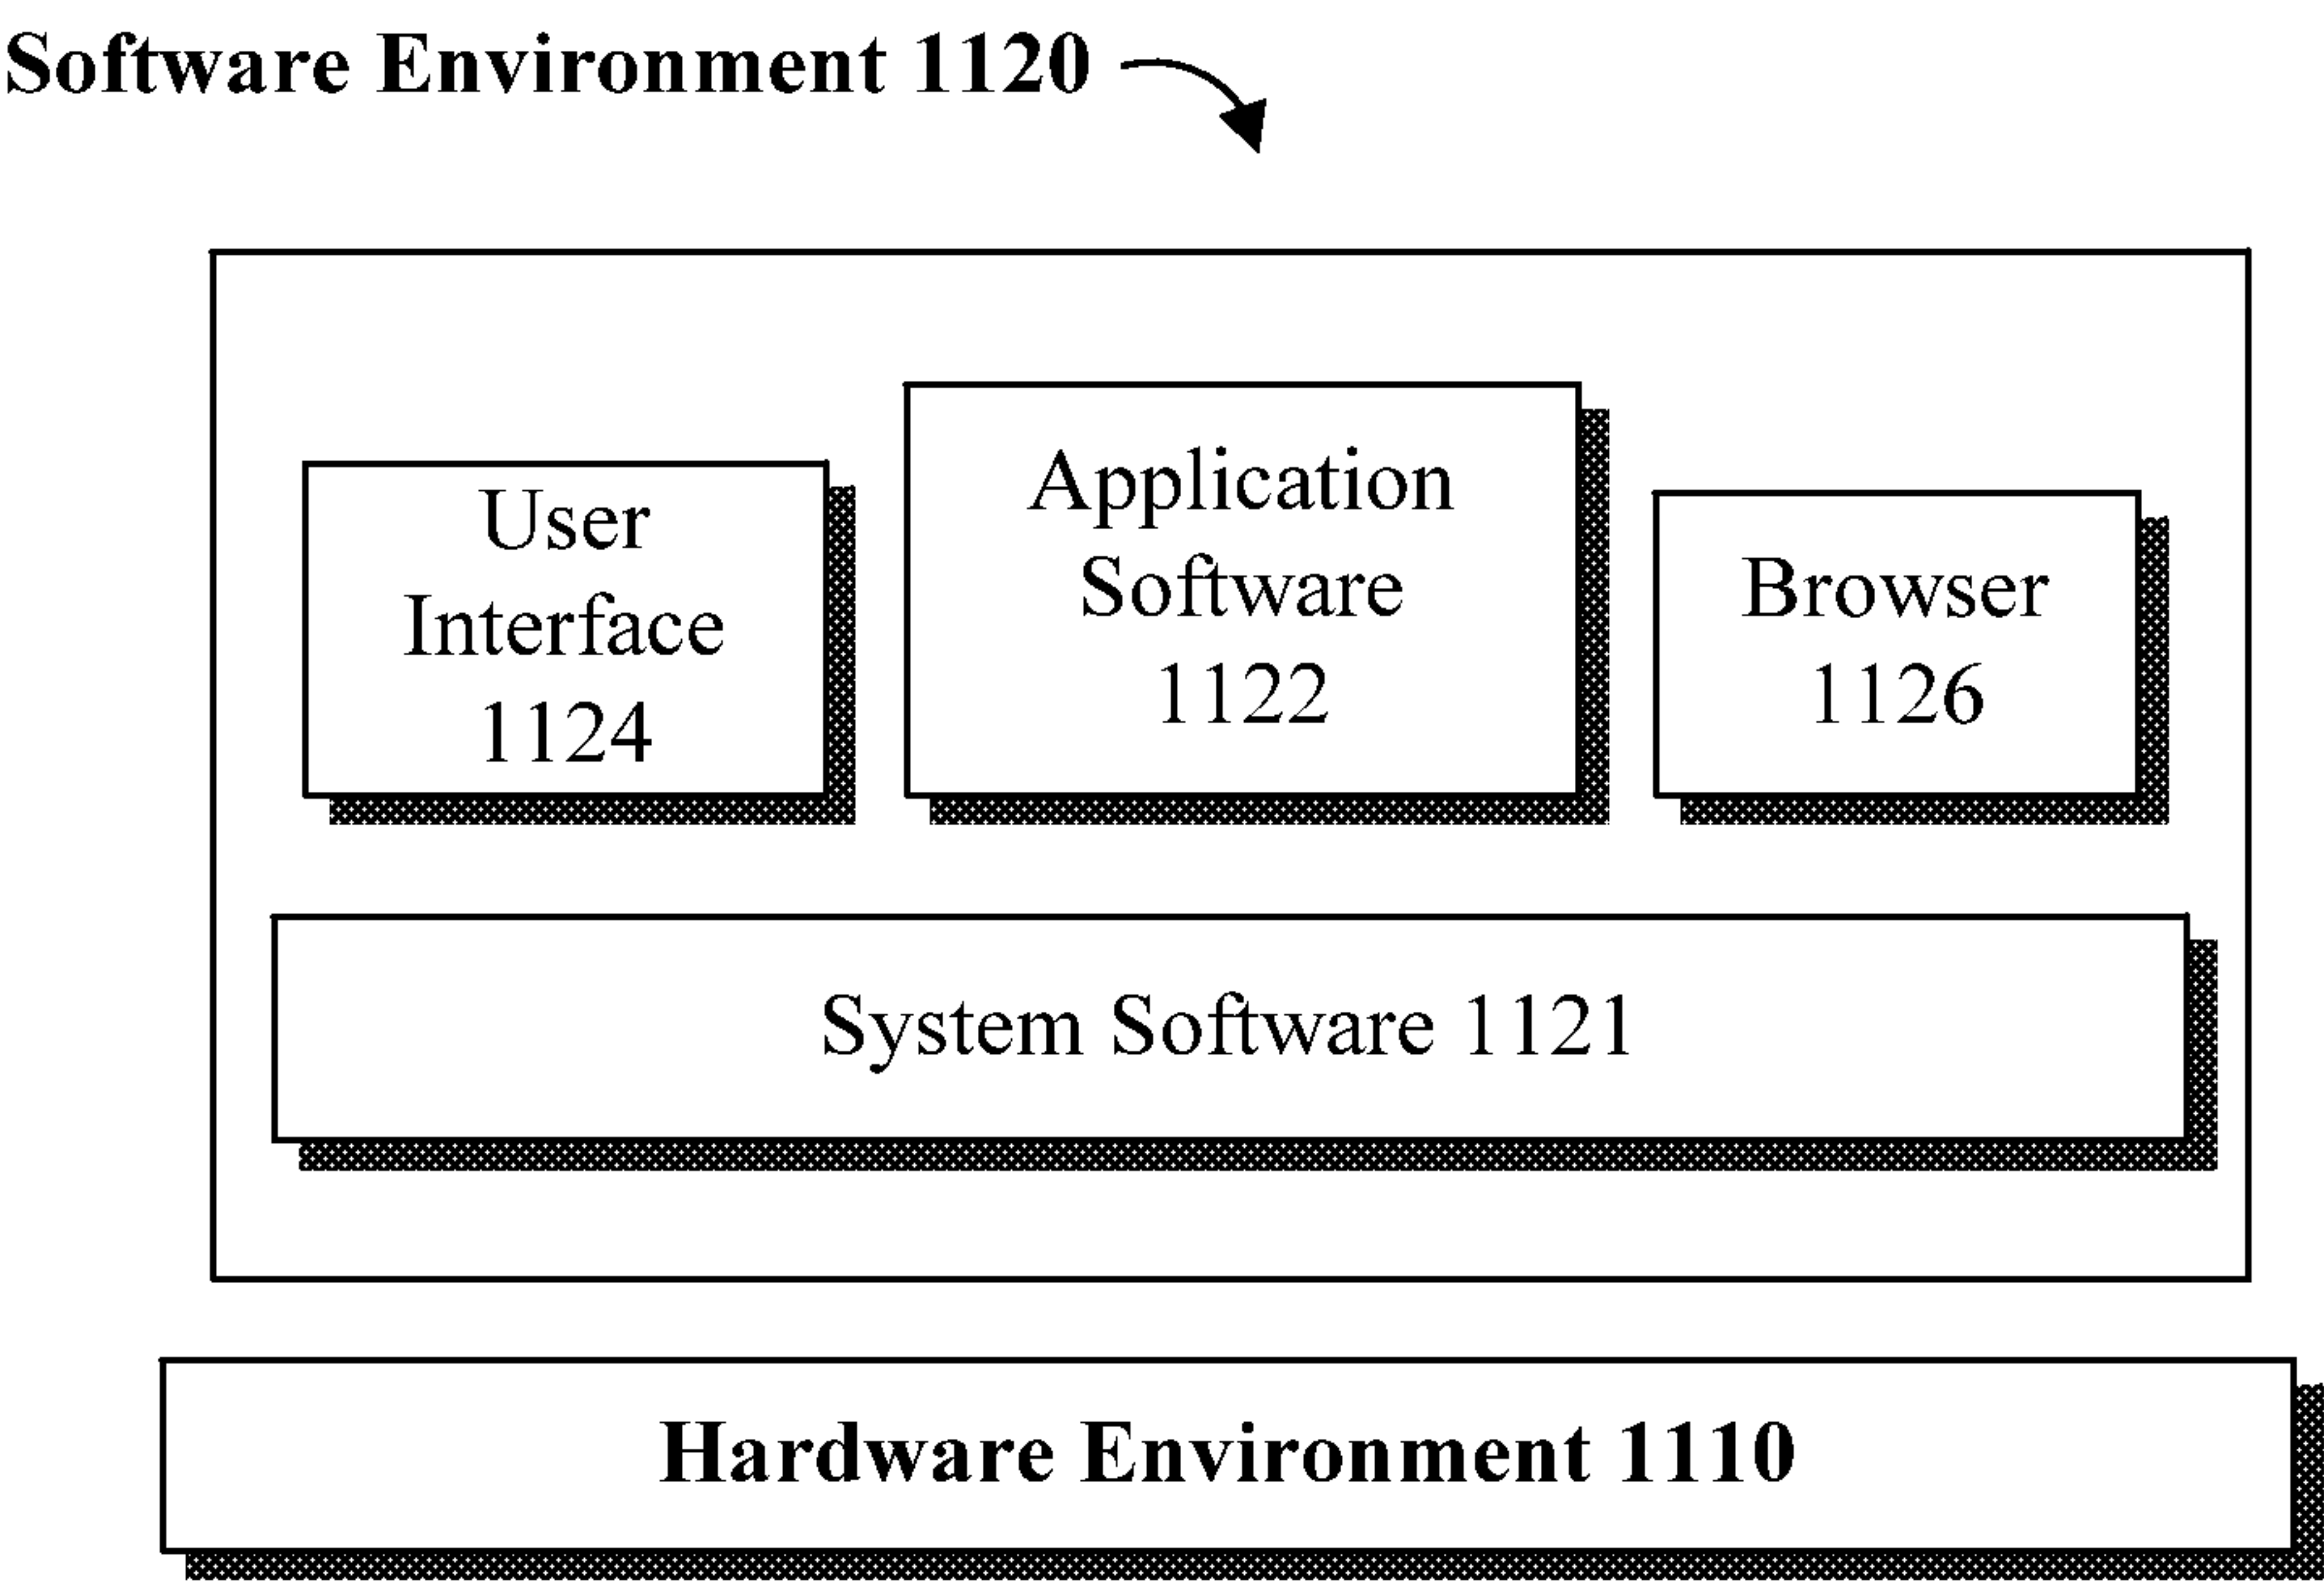 Software Environment 1120
User
Interface
1124
Application
Software
1122
Browser
1126
System Software 1121
Hardware Environment 1110